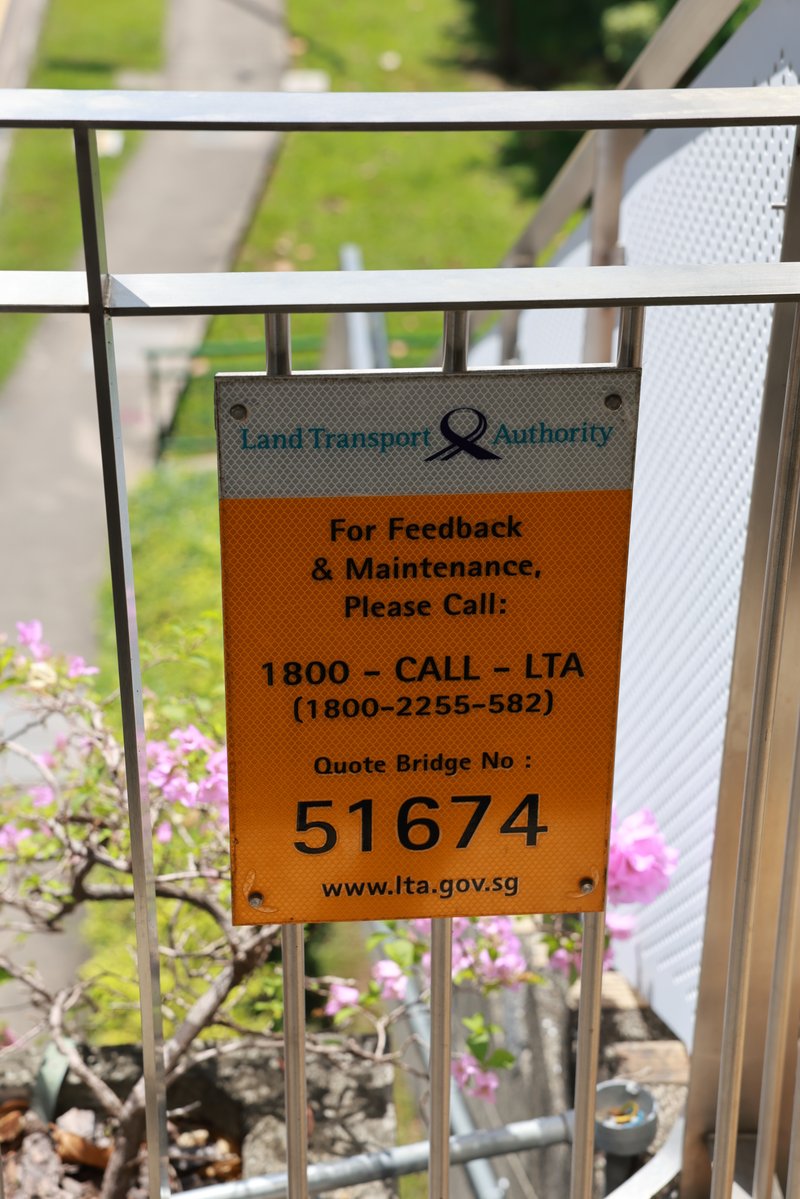 Land Transport Authority
For Feedback
& Maintenance,
Please Call:
1800 - CALL - LTA
(1800-2255-582)
Quote Bridge No :
51674
www.lta.gov.sg